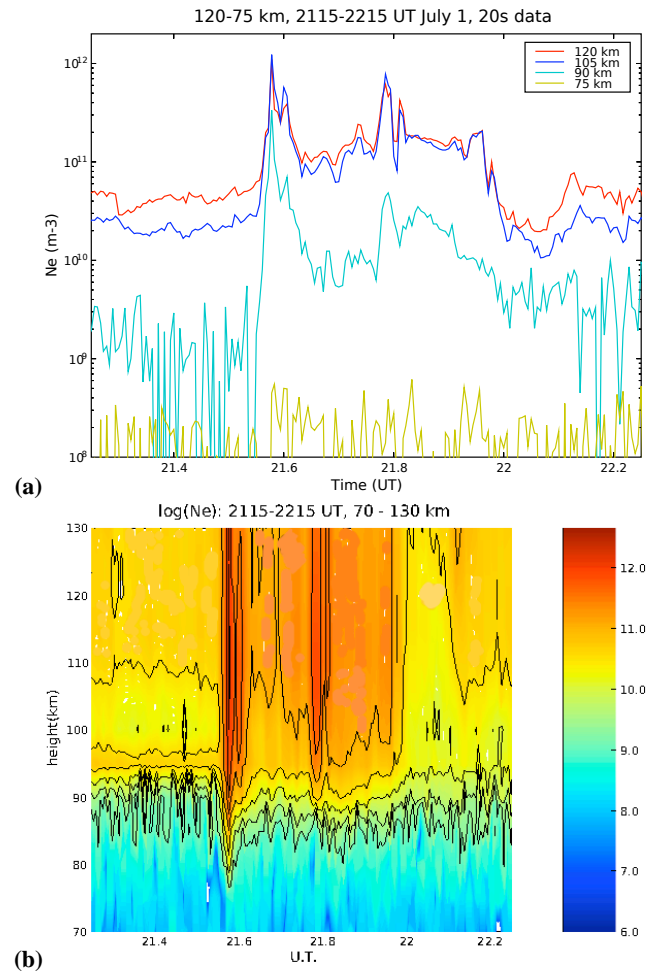 120-75 km, 2115-2215 UT July 1, 20s data
10^12
10^11
10^10
10^9
10^8
Ne (m-3)
120 km
105 km
90 km
75 km
21.4 21.6 21.8 22 22.2
Time (UT)
(a)
log(Ne): 2115-2215 UT, 70 - 130 km
130
120
110
100
90
80
70
height(km)
21.4 21.6 21.8 22 22.2
U.T.
12.0
11.0
10.0
9.0
8.0
7.0
6.0
(b)